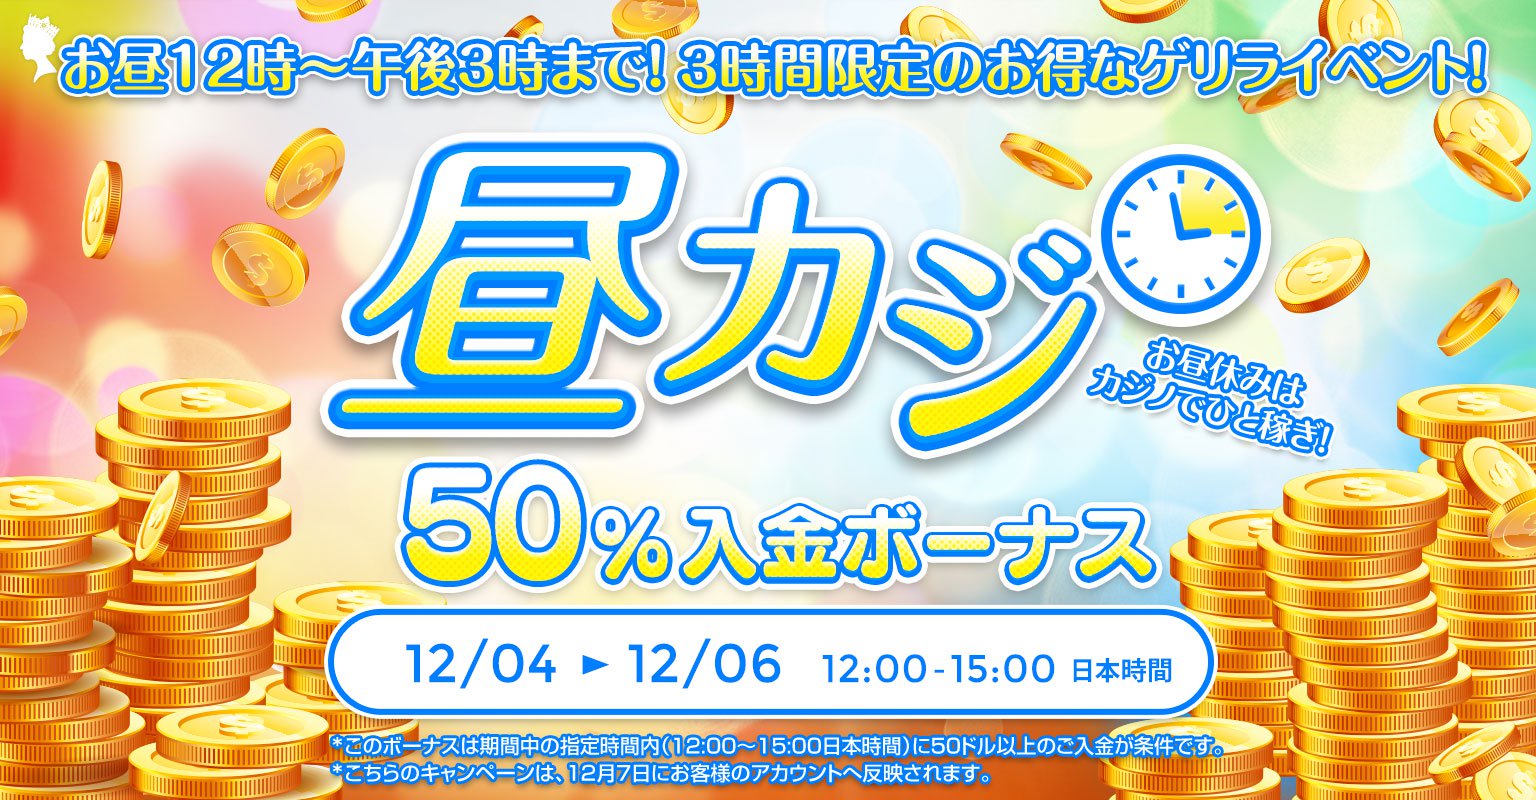 お昼12時～午後3時まで！3時間限定のお得なゲリライベント！
昼カジ
お昼休みは
カジノでひと稼ぎ！
50%入金ボーナス
12/04 ► 12/06 12:00-15:00 日本時間
*このボーナスは期間中の指定時間内（12:00～15:00日本時間）に50ドル以上のご入金が条件です。
*こちらのキャンペーンは、12月7日にお客様のアカウントへ反映されます。